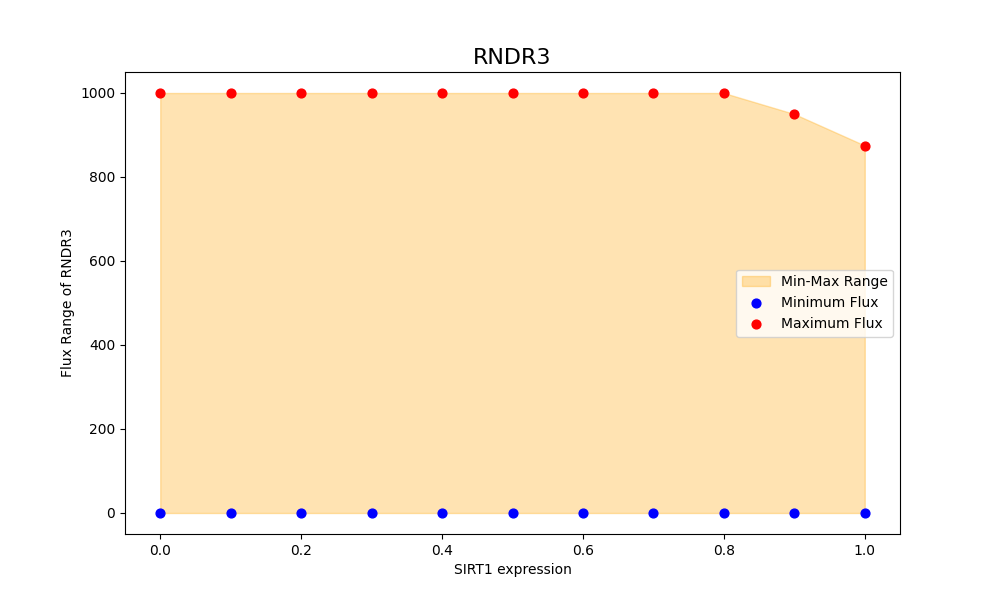 RNDR3
Flux Range of RNDR3
1000
800
600
400
200
0
Min-Max Range
Minimum Flux
Maximum Flux
0.0 0.2 0.4 0.6 0.8 1.0
SIRT1 expression